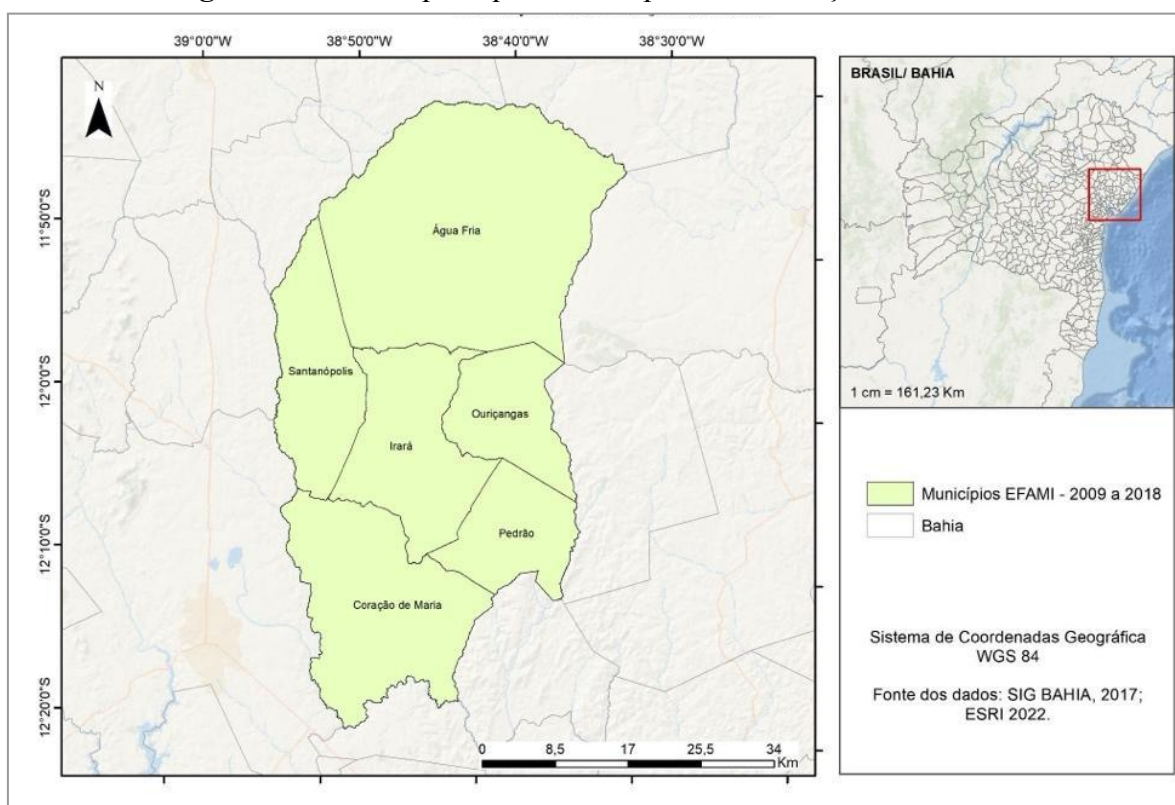 39°0'0"W
38°50'0"W
38°40'0"W
38°30'0"W
N
11°50'0"S
12°0'0"S
12°10'0"S
12°20'0"S
Água Fria
Santanópolis
Ouriçangas
Irará
Pedrão
Coração de Maria
0 8,5 17 25,5 34
Km
BRASIL/ BAHIA
1 cm = 161,23 Km
Municípios EFAMI - 2009 a 2018
Bahia
Sistema de Coordenadas Geográfica
WGS 84
Fonte dos dados: SIG BAHIA, 2017;
ESRI 2022.